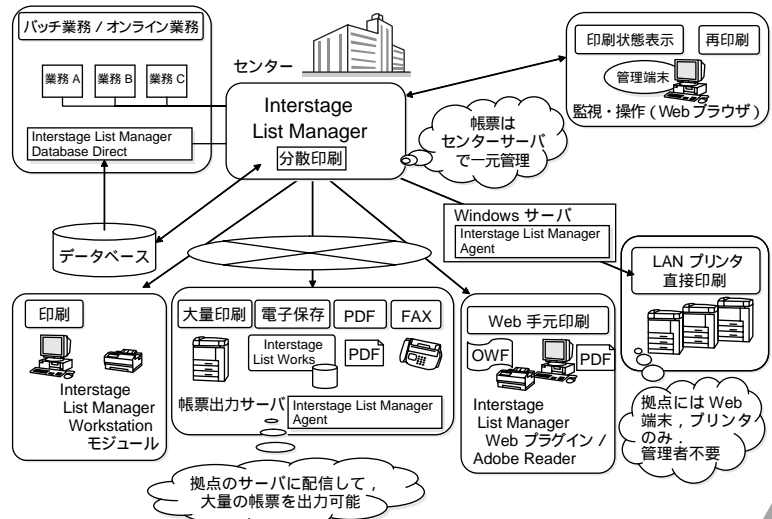 バッチ業務 / オンライン業務
業務 A
業務 B
業務 C
Interstage List Manager
Database Direct
データベース
センター
Interstage
List Manager
分散印刷
帳票は
センターサーバ
で一元管理
印刷状態表示
再印刷
管理端末
監視・操作 ( Web ブラウザ )
Windows サーバ
Interstage List Manager
Agent
LAN プリンタ
直接印刷
印刷
Interstage
List Manager
Workstation
モジュール
大量印刷
電子保存
PDF
FAX
Interstage
List Works
PDF
帳票出力サーバ
Interstage List Manager
Agent
Web 手元印刷
OWF
PDF
Interstage
List Manager
Web プラグイン /
Adobe Reader
拠点には Web
端末，プリンタ
のみ．
管理者不要
拠点のサーバに配信して，
大量の帳票を出力可能